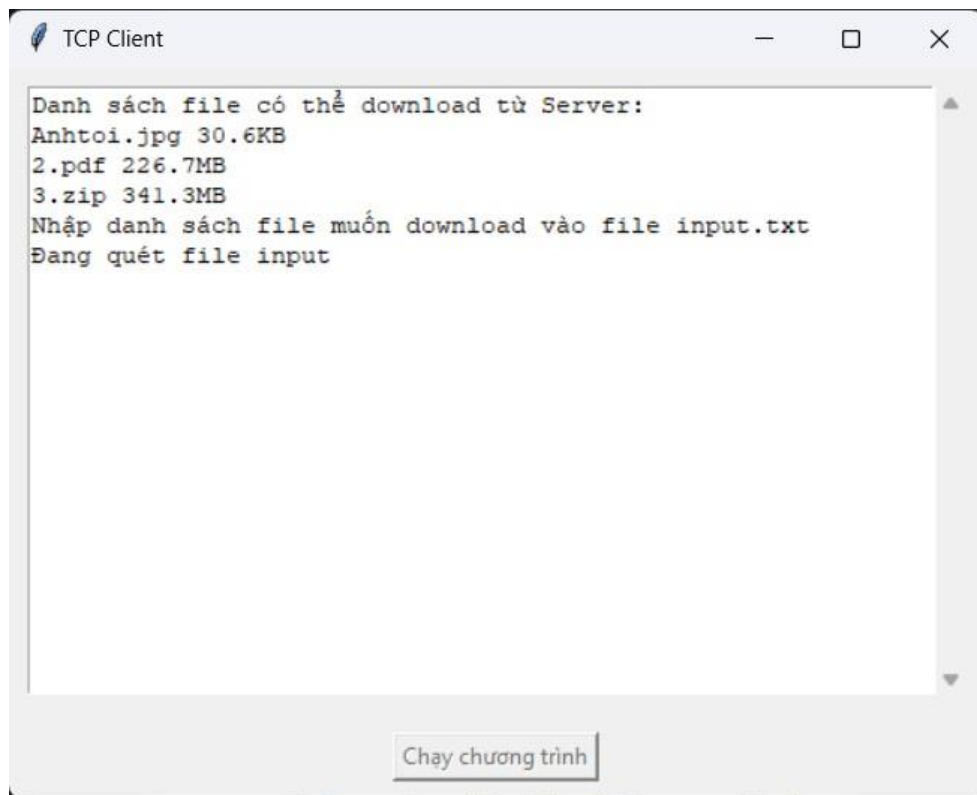 TCP Client
Danh sách file có thể download từ Server:
Anhtoi.jpg 30.6KB
2.pdf 226.7MB
3.zip 341.3MB
Nhập danh sách file muốn download vào file input.txt
Đang quét file input
Chạy chương trình